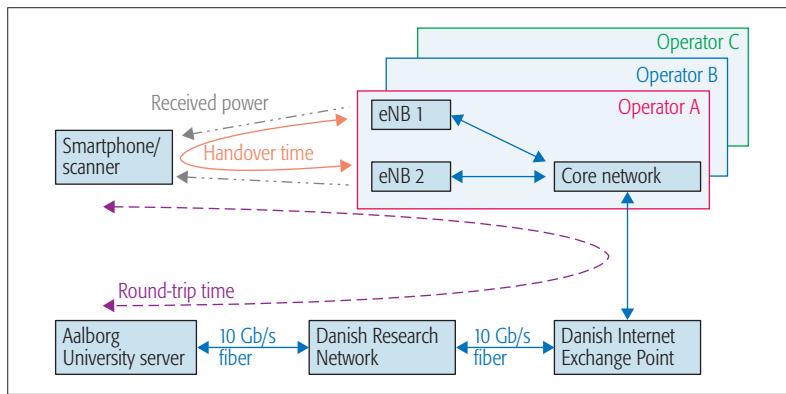 Operator C
Operator B
Operator A
Received power
eNB 1
Smartphone/
scanner
Handover time
eNB 2
Core network
Round-trip time
Aalborg
University server
10 Gb/s
fiber
Danish Research
Network
10 Gb/s
fiber
Danish Internet
Exchange Point